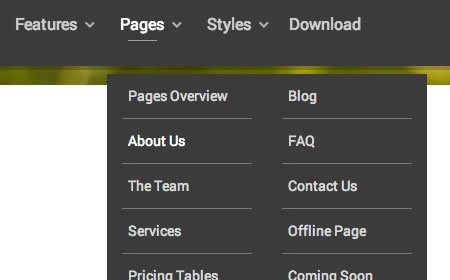 Features Pages Styles Download
Pages Overview
Blog
About Us
FAQ
The Team
Contact Us
Services
Offline Page
Pricing Tables
Coming Soon